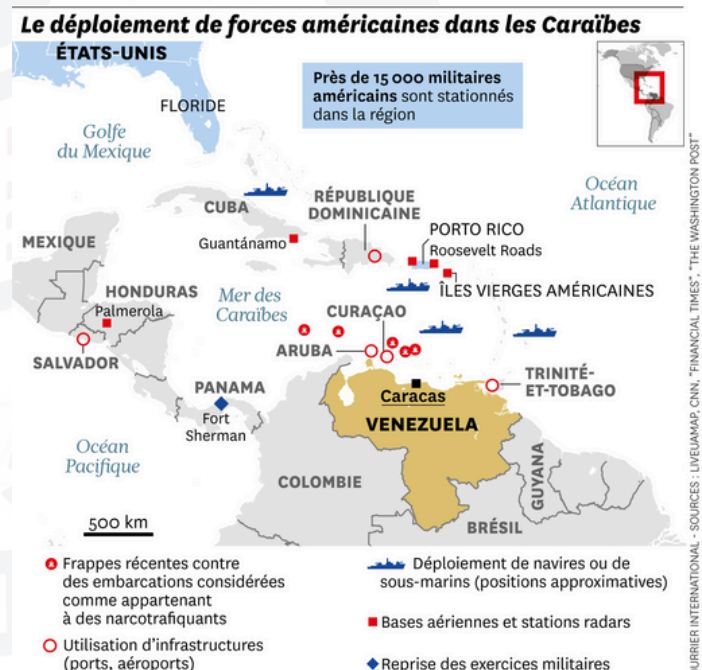 Le déploiement de forces américaines dans les Caraïbes
ÉTATS-UNIS
Près de 15 000 militaires
américains sont stationnés
dans la région
FLORIDE
Golfe
du Mexique
Océan
Atlantique
CUBA
RÉPUBLIQUE
DOMINICAINE
PORTO RICO
Roosevelt Roads
MEXIQUE
Guantánamo
ÎLES VIERGES AMÉRICAINES
HONDURAS
Palmerola
Mer des
Caraïbes
CURAÇAO
ARUBA
SALVADOR
TRINITÉ-
ET-TOBAGO
PANAMA
Fort
Sherman
Caracas
VENEZUELA
Océan
Pacifique
COLOMBIE
GUYANA
BRÉSIL
500 km
Frappes récentes contre
des embarcations considérées
comme appartenant
à des narcotrafiquants
Utilisation d’infrastructures
(ports, aéroports)
Déploiement de navires ou de
sous-marins (positions approximatives)
Bases aériennes et stations radars
Reprise des exercices militaires
INTERNATIONAL - SOURCES : LIVEUAMAP, CNN, "FINANCIAL TIMES", "THE WASHINGTON POST"